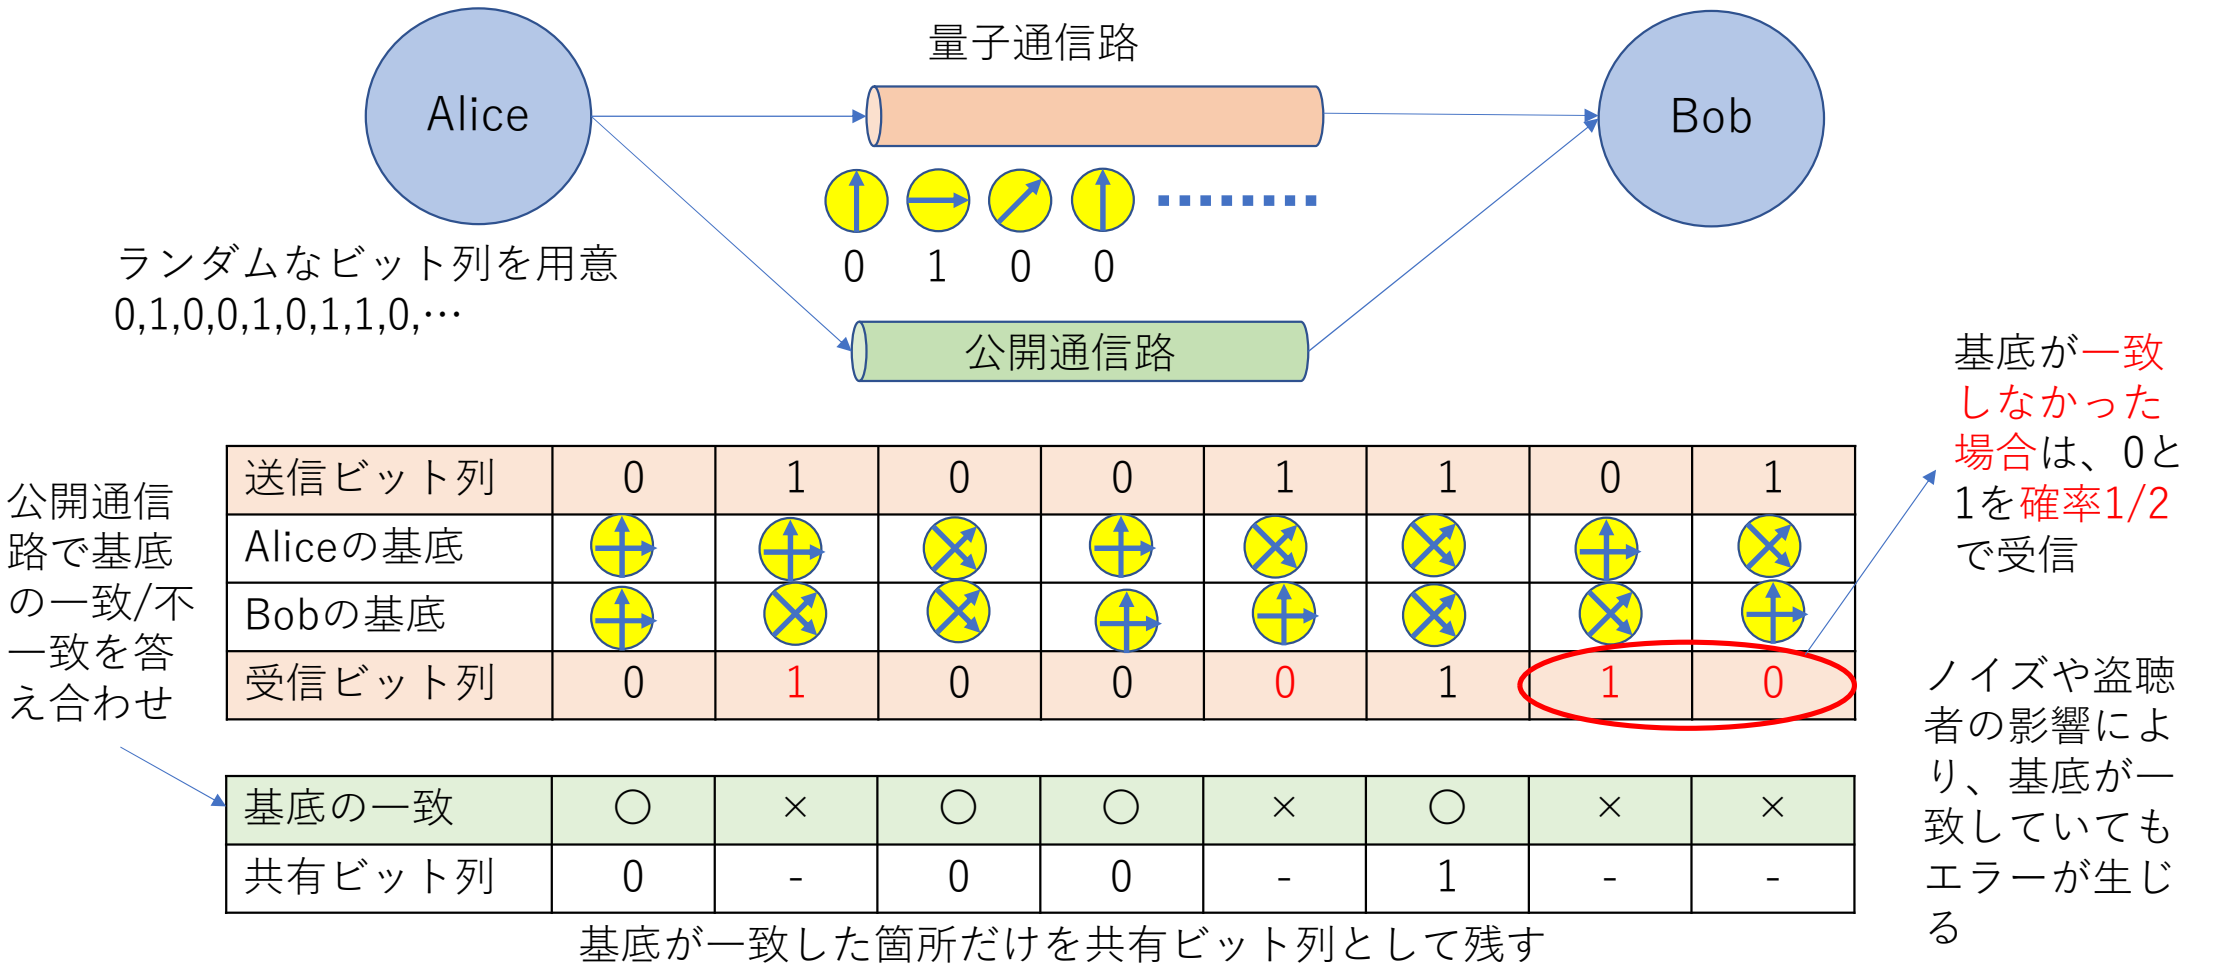 量子通信路
Alice
Bob
0 1 0 0
ランダムなビット列を用意
0,1,0,0,1,0,1,1,0,…
公開通信路
基底が一致
しなかった
場合は、0と
1を確率1/2
で受信
公開通信
路で基底
の一致/不
一致を答
え合わせ
送信ビット列 0 1 0 0 1 1 0 1
Aliceの基底
Bobの基底
受信ビット列 0 1 0 0 0 1 1 0
ノイズや盗聴
者の影響によ
り、基底が一
致していても
エラーが生じ
る
基底の一致 〇 × 〇 〇 × 〇 × ×
共有ビット列 0 - 0 0 - 1 - -
基底が一致した箇所だけを共有ビット列として残す